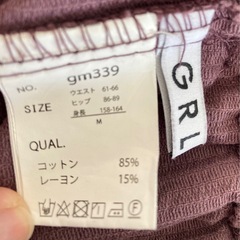 NO. gm339
ウエスト 61-66
ヒップ 86-89
SIZE 身長 158-164
M
QUAL.
コットン 85%
レーヨン 15%
GRL